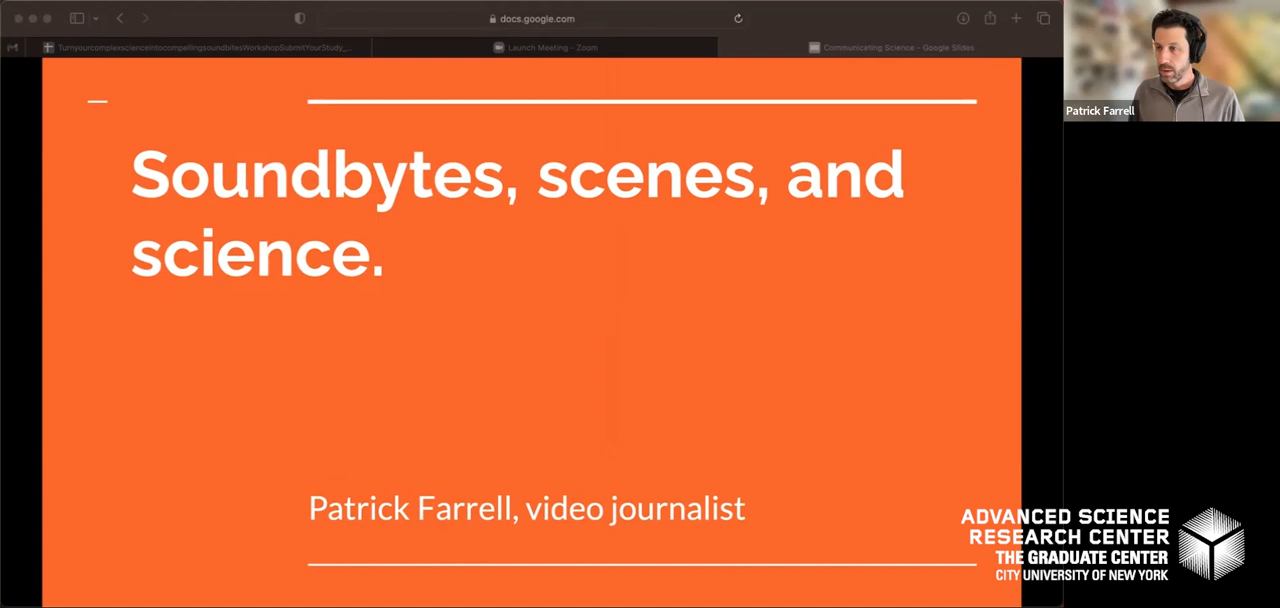 docs.google.com
TurnyourcomplexscienceintocompellingsoundbitesWorkshopSubmitYourStudy_...
Launch Meeting - Zoom
Communicating Science - Google Slides
Patrick Farrell
Soundbytes, scenes, and
science.
Patrick Farrell, video journalist
ADVANCED SCIENCE
RESEARCH CENTER
THE GRADUATE CENTER
CITY UNIVERSITY OF NEW YORK